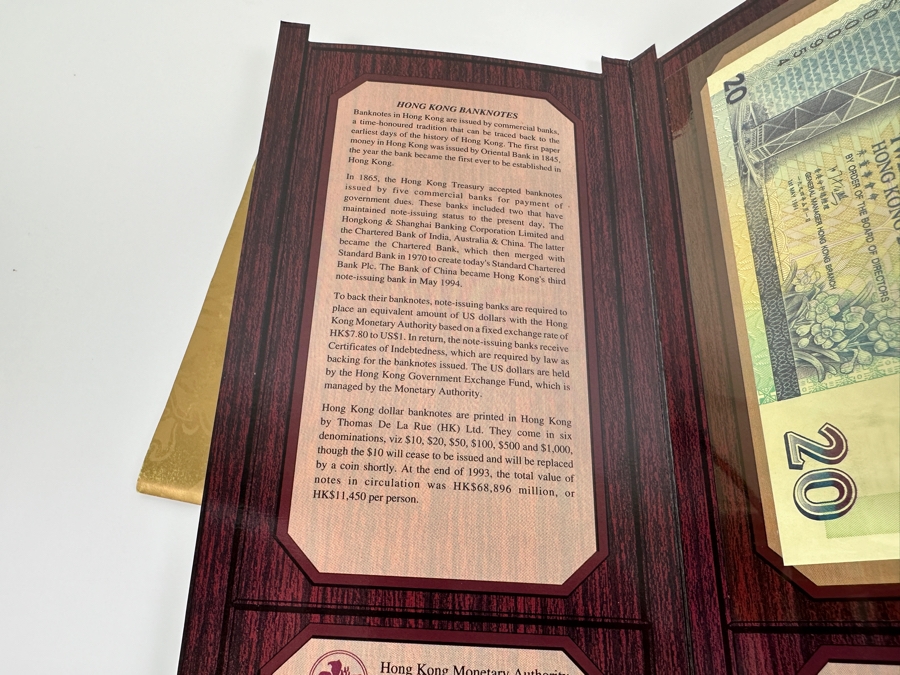 HONG KONG BANKNOTES
Banknotes in Hong Kong are issued by commercial banks,
a time-honoured tradition that can be traced back to the
earliest days of the history of Hong Kong. The first paper
money in Hong Kong was issued by Oriental Bank in 1845,
the year the bank became the first ever to be established in
Hong Kong.
In 1865, the Hong Kong Treasury accepted banknotes
issued by five commercial banks for payment of
government dues. These banks included two that have
maintained note-issuing status to the present day, The
Hongkong & Shanghai Banking Corporation Limited and
the Chartered Bank of India, Australia & China. The latter
became the Chartered Bank, which then merged with
Standard Bank in 1970 to create today's Standard Chartered
Bank Plc. The Bank of China became Hong Kong's third
note-issuing bank in May 1994.
To back their banknotes, note-issuing banks are required to
place an equivalent amount of US dollars with the Hong
Kong Monetary Authority based on a fixed exchange rate of
HK$7.80 to US$1. In return, the note-issuing banks receive
Certificates of Indebtedness, which are required by law as
backing for the banknotes issued. The US dollars are held
by the Hong Kong Government Exchange Fund, which is
managed by the Monetary Authority.
Hong Kong dollar banknotes are printed in Hong Kong
by Thomas De La Rue (HK) Ltd. They come in six
denominations, viz $10, $20, $50, $100, $500 and $1,000,
though the $10 will cease to be issued and will be replaced
by a coin shortly. At the end of 1993, the total value of
notes in circulation was HK$68,896 million, or
HK$11,450 per person.
Hong Kong Monetary Authority
20
HONG KONG
BY ORDER OF THE BOARD OF DIRECTORS
GENERAL MANAGER HONG KONG BRANCH
1 MAY 1994
20